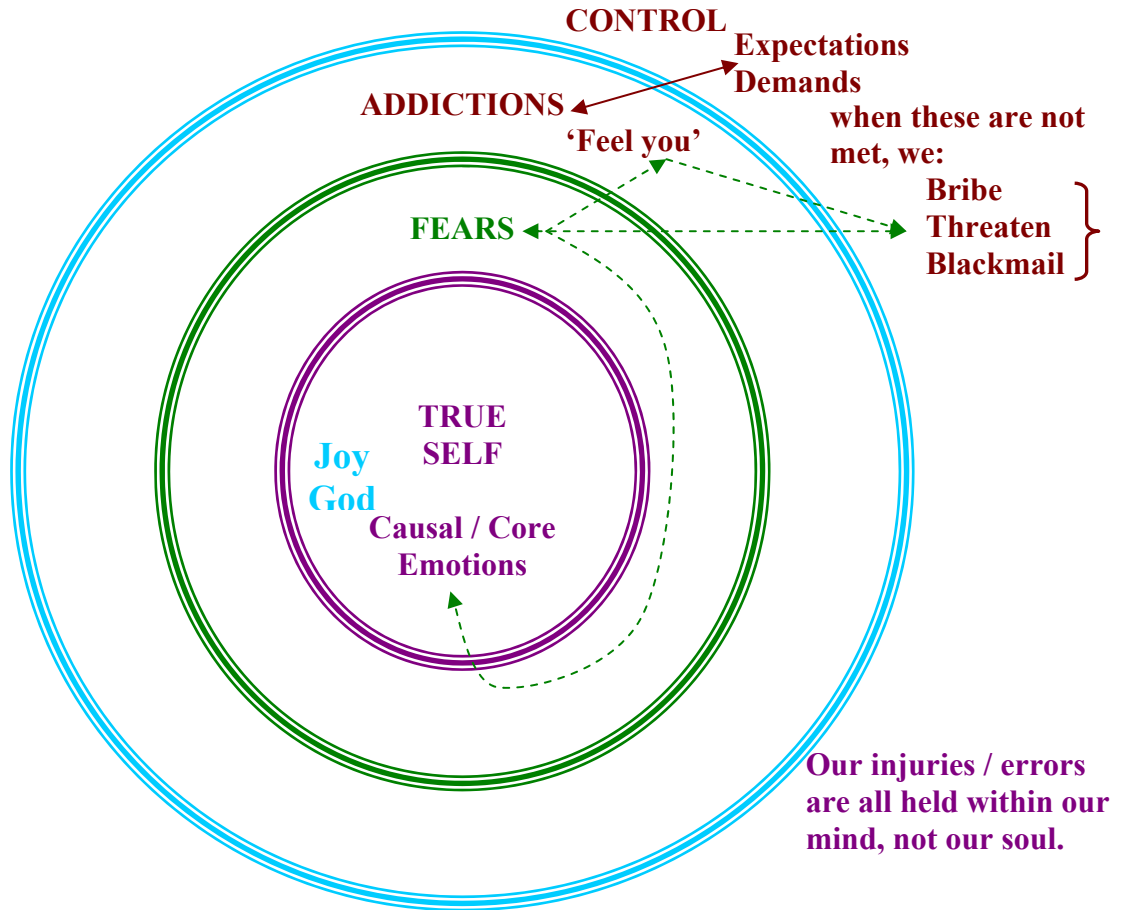 CONTROL
Expectations
Demands
ADDICTIONS
‘Feel you’
when these are not
met, we:
Bribe
Threaten
Blackmail
FEARS
TRUE
SELF
Joy
God
Causal / Core
Emotions
Our injuries / errors
are all held within our
mind, not our soul.